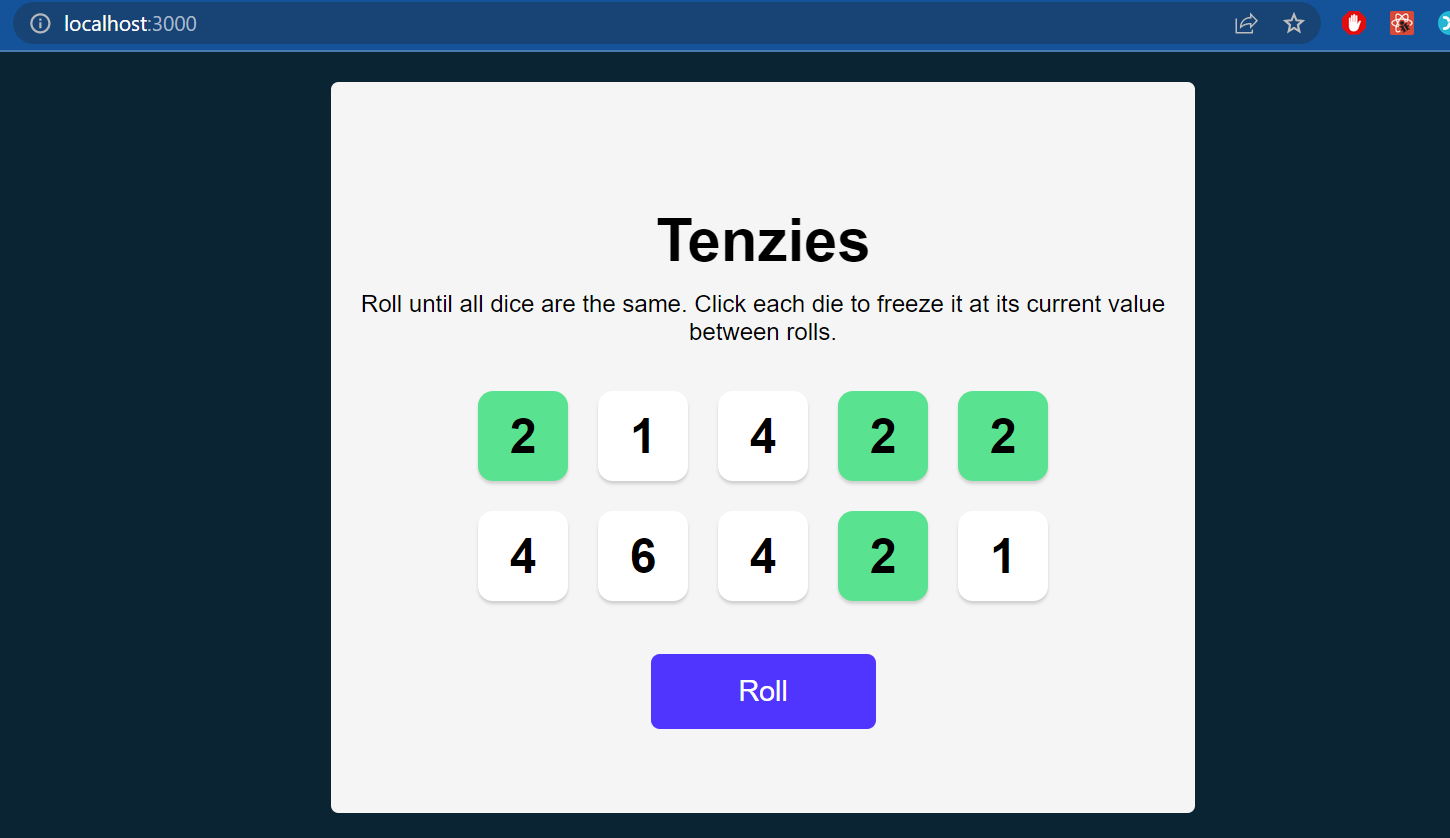 localhost:3000
Tenzies
Roll until all dice are the same. Click each die to freeze it at its current value
between rolls.
2 1 4 2 2
4 6 4 2 1
Roll